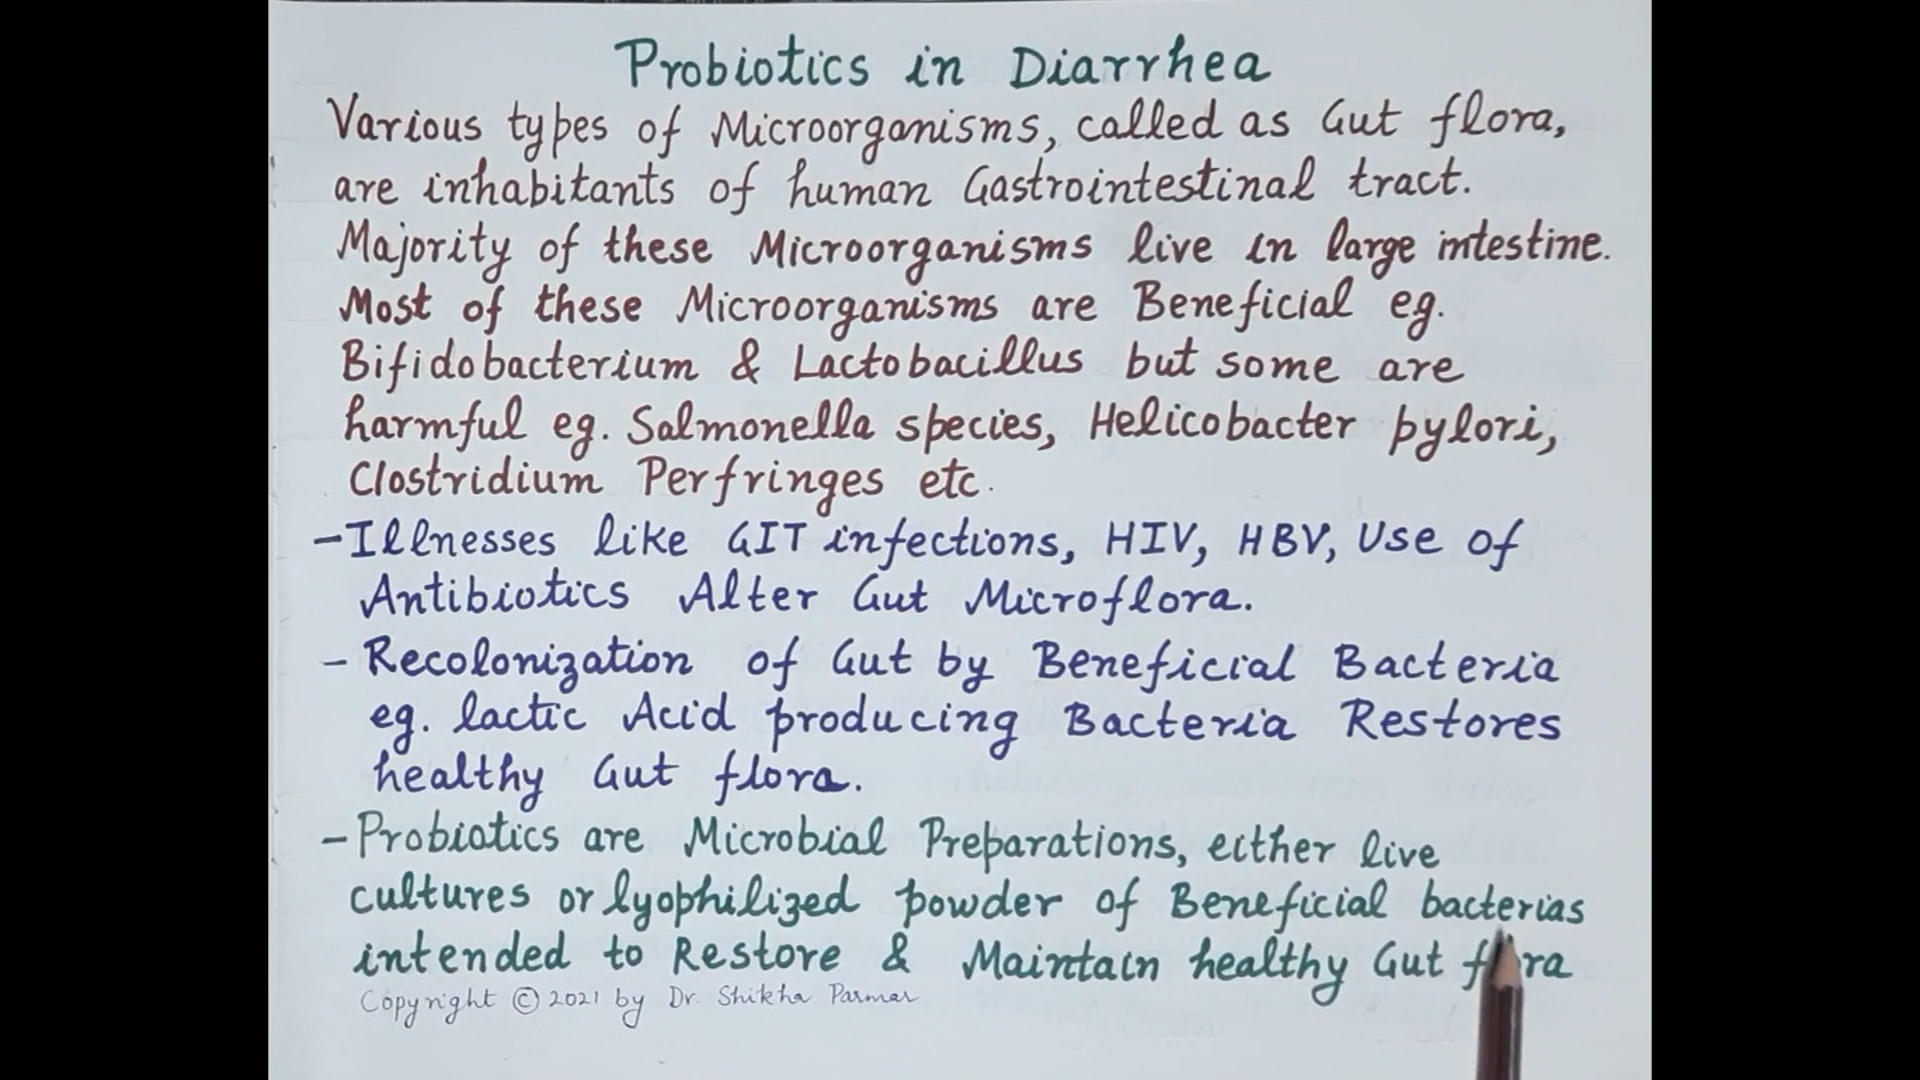 Probiotics in Diarrhea
Various types of Microorganisms, called as Gut flora,
are inhabitants of human Gastrointestinal tract.
Majority of these Microorganisms live in large intestine.
Most of these Microorganisms are Beneficial eg.
Bifidobacterium & Lactobacillus but some are
harmful eg. Salmonella species, Helicobacter pylori,
Clostridium Perfringes etc.
- Illnesses like GIT infections, HIV, HBV, Use of
Antibiotics Alter Gut Microflora.
- Recolonization of Gut by Beneficial Bacteria
eg. lactic Acid producing Bacteria Restores
healthy Gut flora.
- Probiotics are Microbial Preparations, either live
cultures or lyophilized powder of Beneficial bacterias
intended to Restore & Maintain healthy Gut flora
Copyright © 2021 by Dr. Shikha Parmar